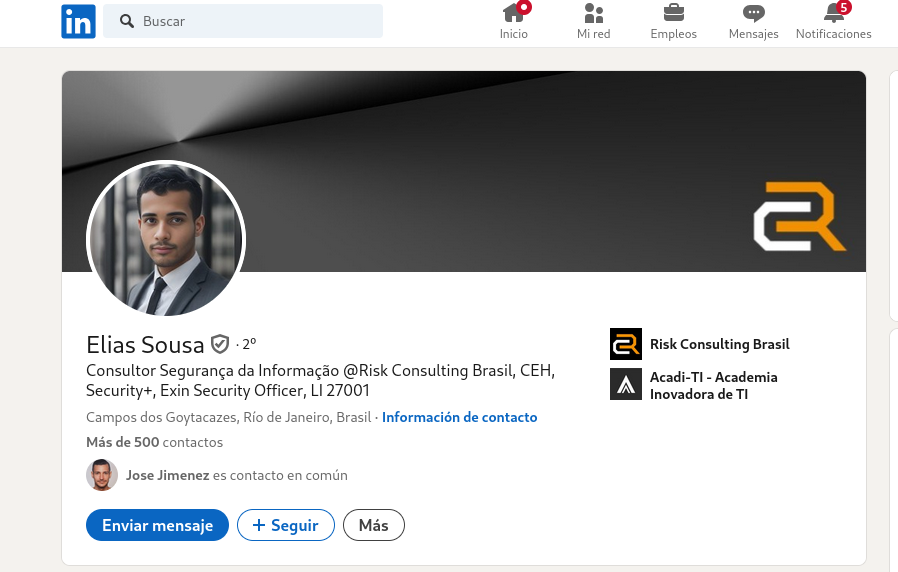 in
Buscar
Inicio
Mi red
Empleos
Mensajes
5
Notificaciones
Elias Sousa · 2º
Consultor Segurança da Informação @Risk Consulting Brasil, CEH,
Security+, Exin Security Officer, LI 27001
Campos dos Goytacazes, Río de Janeiro, Brasil · Información de contacto
Más de 500 contactos
Jose Jimenez es contacto en común
Enviar mensaje
+ Seguir
Más
Risk Consulting Brasil
Acadi-TI - Academia
Inovadora de TI